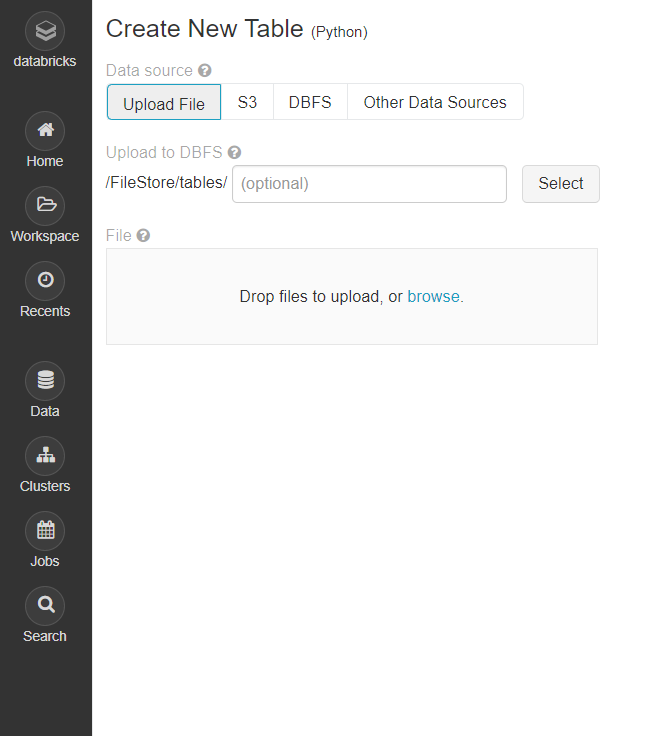 databricks
Home
Workspace
Recents
Data
Clusters
Jobs
Search
Create New Table (Python)
Data source ?
Upload File S3 DBFS Other Data Sources
Upload to DBFS ?
/FileStore/tables/ (optional) Select
File ?
Drop files to upload, or browse.